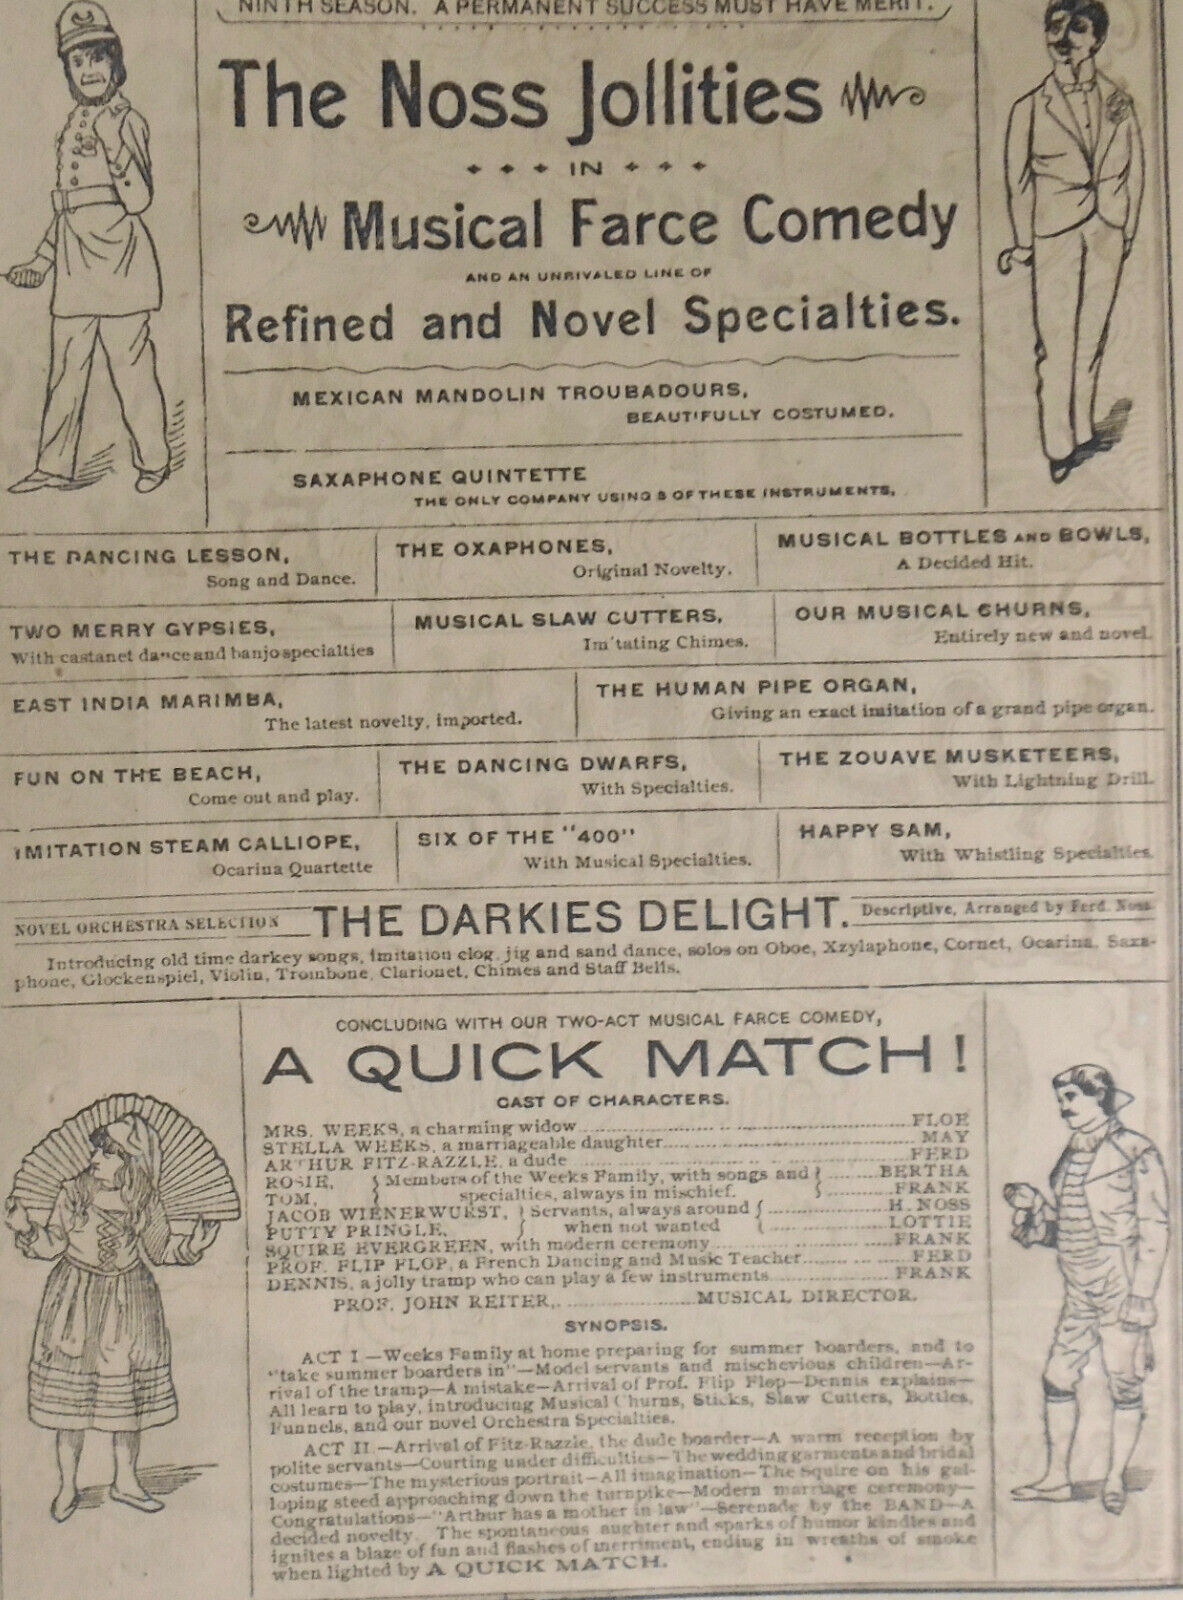 NINTH SEASON. A PERMANENT SUCCESS MUST HAVE MERIT.
The Noss Jollities
IN
Musical Farce Comedy
AND AN UNRIVALED LINE OF
Refined and Novel Specialties.
MEXICAN MANDOLIN TROUBADOURS,
BEAUTIFULLY COSTUMED.
SAXAPHONE QUINTETTE
THE ONLY COMPANY USING 5 OF THESE INSTRUMENTS,
THE DANCING LESSON,
Song and Dance.
THE OXAPHONES,
Original Novelty.
MUSICAL BOTTLES AND BOWLS,
A Decided Hit.
TWO MERRY GYPSIES,
With castanet dance and banjo specialties
MUSICAL SLAW CUTTERS,
Im'tating Chimes.
OUR MUSICAL CHURNS,
Entirely new and novel.
EAST INDIA MARIMBA,
The latest novelty, imported.
THE HUMAN PIPE ORGAN,
Giving an exact imitation of a grand pipe organ.
FUN ON THE BEACH,
Come out and play.
THE DANCING DWARFS,
With Specialties.
THE ZOUAVE MUSKETEERS,
With Lightning Drill.
IMITATION STEAM CALLIOPE,
Ocarina Quartette
SIX OF THE "400"
With Musical Specialties.
HAPPY SAM,
With Whistling Specialties.
NOVEL ORCHESTRA SELECTION THE DARKIES DELIGHT. Descriptive, Arranged by Ferd. Noss
Introducing old time darkey songs, imitation clog, jig and sand dance, solos on Oboe, Xzylaphone, Cornet, Ocarina, Saxa-
phone, Glockenspiel, Violin, Trombone, Clarionet, Chimes and Staff Bells.
CONCLUDING WITH OUR TWO-ACT MUSICAL FARCE COMEDY,
A QUICK MATCH!
CAST OF CHARACTERS.
MRS. WEEKS, a charming widow FLOE
STELLA WEEKS, a marriageable daughter MAY
ARTHUR FITZ-RAZZLE, a dude FERD
ROSIE, { Members of the Weeks Family, with songs and } BERTHA
TOM, { specialties, always in mischief. } FRANK
JACOB WIENERWURST, } Servants, always around { H. NOSS
PUTTY PRINGLE, } when not wanted { LOTTIE
SQUIRE EVERGREEN, with modern ceremony FRANK
PROF. FLIP FLOP, a French Dancing and Music Teacher FERD
DENNIS, a jolly tramp who can play a few instruments FRANK
PROF. JOHN REITER, MUSICAL DIRECTOR.
SYNOPSIS.
ACT I.—Weeks Family at home preparing for summer boarders, and to
"take summer boarders in"—Model servants and mischevious children—Ar-
rival of the tramp—A mistake—Arrival of Prof. Flip Flop—Dennis explains—
All learn to play, introducing Musical Churns, Sticks, Slaw Cutters, Bottles,
Funnels, and our novel Orchestra Specialties.
ACT II.—Arrival of Fitz-Razzle, the dude boarder—A warm reception by
polite servants—Courting under difficulties—The wedding garments and bridal
costumes—The mysterious portrait—All imagination—The Squire on his gal-
loping steed approaching down the turnpike—Modern marriage ceremony—
Congratulations—"Arthur has a mother in law"—Serenade by the BAND—A
decided novelty. The spontaneous aughter and sparks of humor kindles and
ignites a blaze of fun and flashes of merriment, ending in wreaths of smoke
when lighted by A QUICK MATCH.